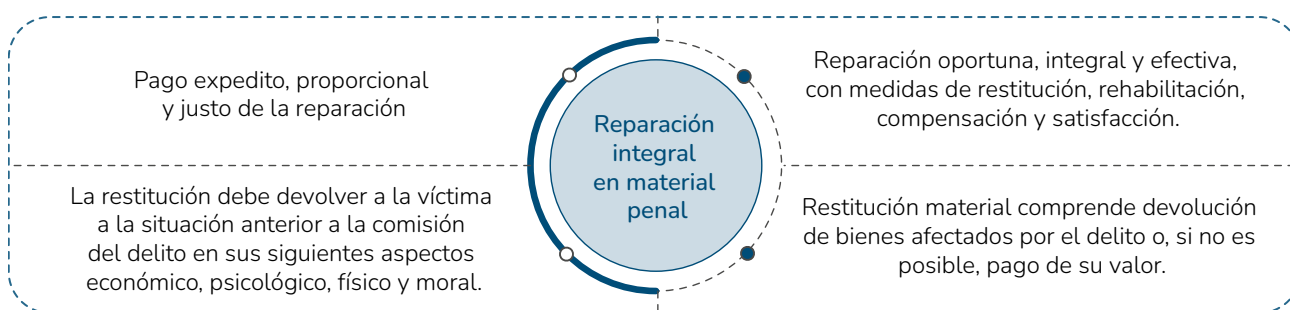 Pago expedito, proporcional
y justo de la reparación
Reparación oportuna, integral y efectiva,
con medidas de restitución, rehabilitación,
compensación y satisfacción.
Reparación
integral
en material
penal
La restitución debe devolver a la víctima
a la situación anterior a la comisión
del delito en sus siguientes aspectos
económico, psicológico, físico y moral.
Restitución material comprende devolución
de bienes afectados por el delito o, si no es
posible, pago de su valor.